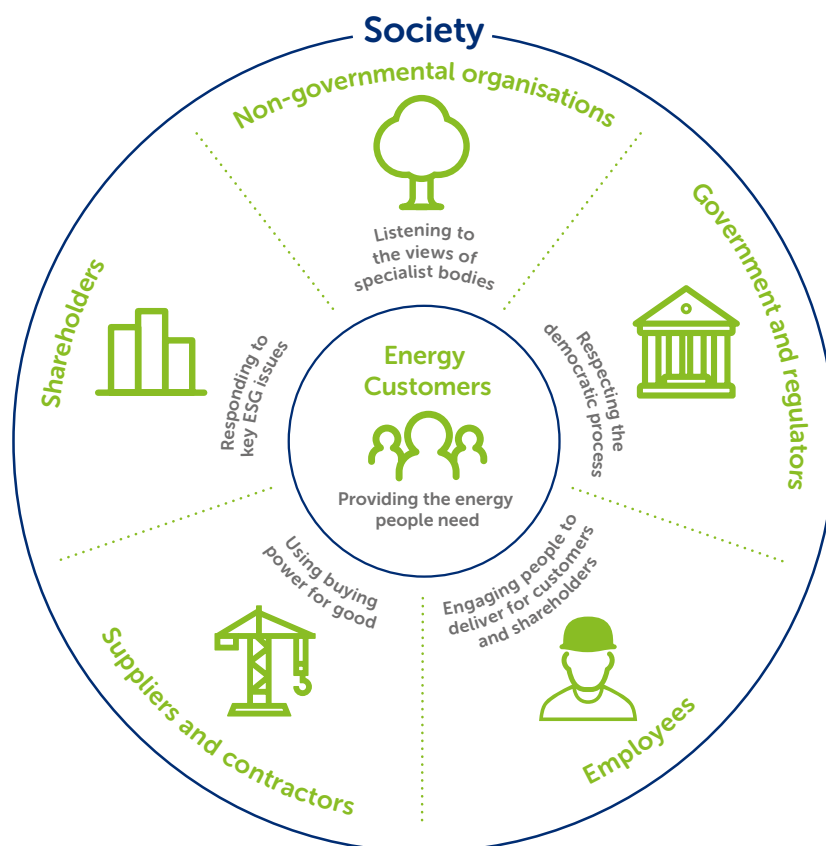 Society
Non-governmental organisations
Listening to
the views of
specialist bodies
Government and regulators
Respecting the
democratic process
Employees
Engaging people to
deliver for customers
and shareholders
Suppliers and contractors
Using buying
power for good
Shareholders
Responding to
key ESG issues
Energy
Customers
Providing the energy
people need